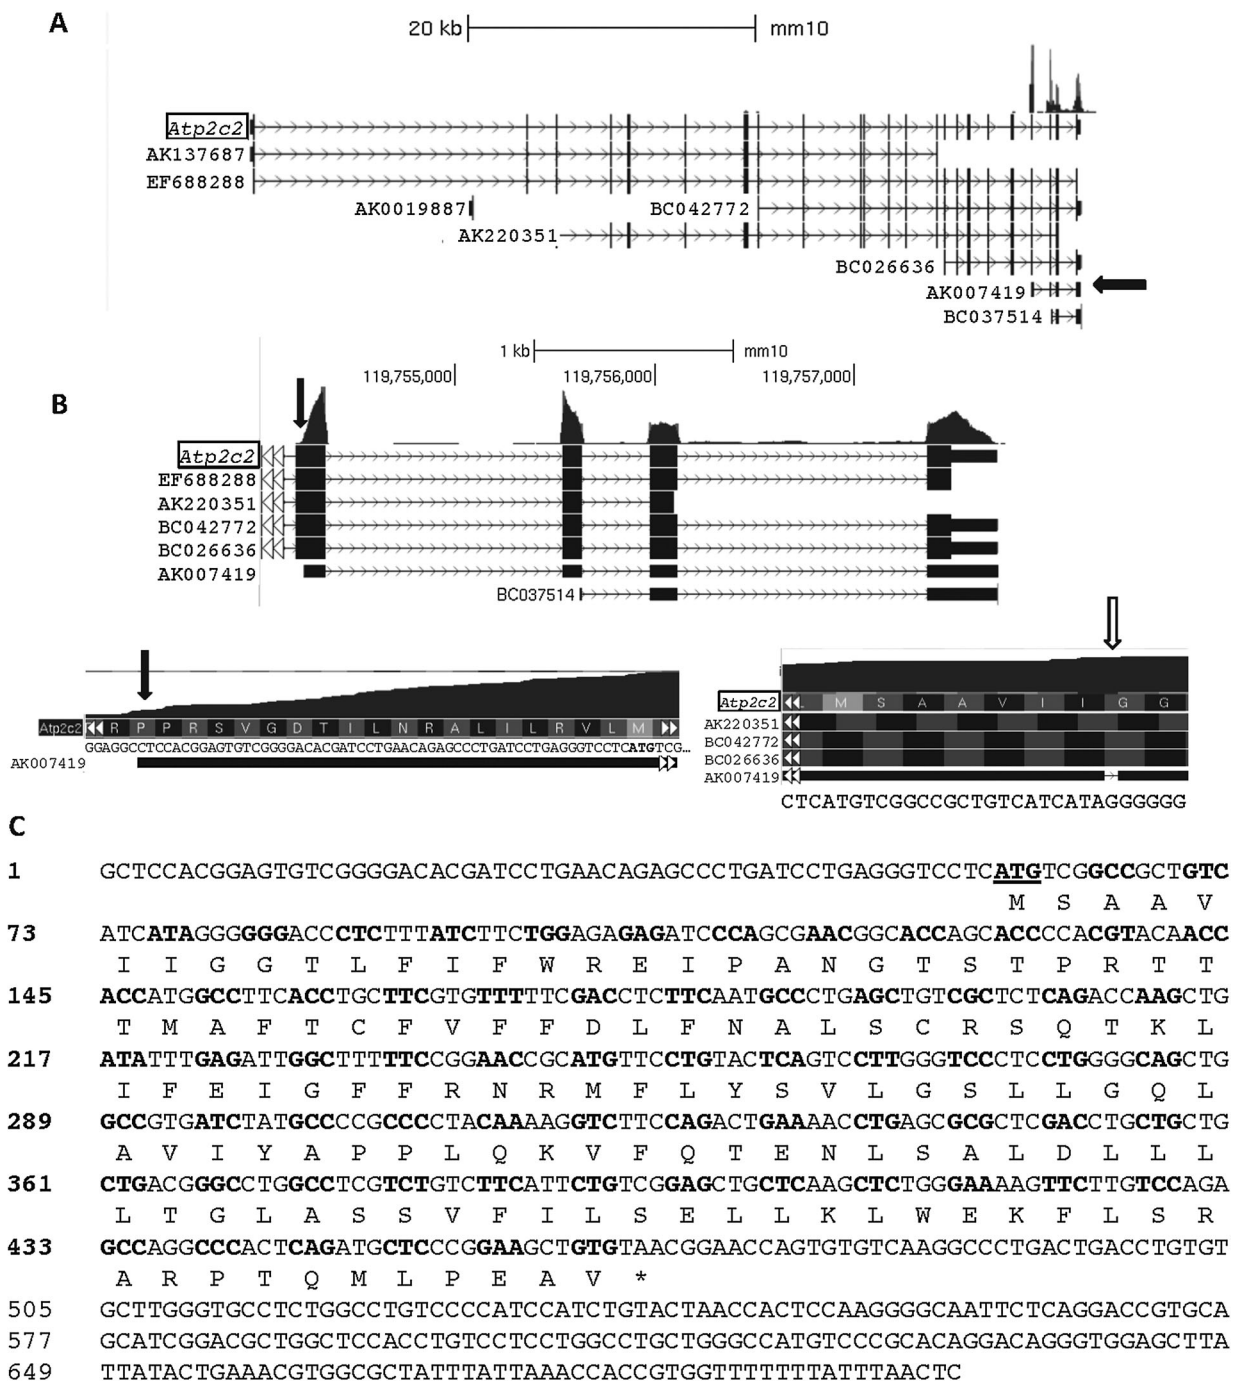 A
20 kb mm10
Atp2c2
AK137687
EF688288
AK0019887 BC042772
AK220351
BC026636
AK007419
BC037514
1 kb mm10
119,755,000 119,756,000 119,757,000
B
Atp2c2
EF688288
AK220351
BC042772
BC026636
AK007419
BC037514
Atp2c2 R P P R S V G D T I L N R A L I L R V L M
GGAGGCCTCCACGGAGTGTCGGGGACACGATCCTGAACAGAGCCCTGATCCTGAGGGTCCTCATGTCG...
AK007419
Atp2c2 L M S A A V I I G G
AK220351
BC042772
BC026636
AK007419
CTCATGTCGGCCGCTGTCATCATAGGGGGG
C
1 GCTCCACGGAGTGTCGGGGACACGATCCTGAACAGAGCCCTGATCCTGAGGGTCCTCATGTCGGCCGCTGTC
M S A A V
73 ATCATAGGGGGGACCCTCTTTATCTTCTGGAGAGAGATCCCAGCGAACGGCACCAGCACCCCACGTACAACC
I I G G T L F I F W R E I P A N G T S T P R T T
145 ACCATGGCCTTCACCTGCTTCGTGTTTTTCGACCTCTTCAATGCCCTGAGCTGTCGCTCTCAGACCAAGCTG
T M A F T C F V F F D L F N A L S C R S Q T K L
217 ATATTTGAGATTGGCTTTTTCCGGAACCGCATGTTCCTGTACTCAGTCCTTGGGTCCCTCCTGGGGCAGCTG
I F E I G F F R N R M F L Y S V L G S L L G Q L
289 GCCGTGATCTATGCCCCGCCCCTACAAAAGGTCTTCCAGACTGAAAACCTGAGCGCGCTCGACCTGCTGCTG
A V I Y A P P L Q K V F Q T E N L S A L D L L L
361 CTGACGGGCCTGGCCTCGTCTGTCTTCATTCTGTCGGAGCTGCTCAAGCTCTGGGAAAAGTTCTTGTCCAGA
L T G L A S S V F I L S E L L K L W E K F L S R
433 GCCAGGCCCACTCAGATGCTCCCGGAAGCTGTGTAACGGAACCAGTGTGTCAAGGCCCTGACTGACCTGTGT
A R P T Q M L P E A V *
505 GCTTGGGTGCCTCTGGCCTGTCCCCATCCATCTGTACTAACCACTCCAAGGGGCAATTCTCAGGACCGTGCA
577 GCATCGGACGCTGGCTCCACCTGTCCTCCTGGCCTGCTGGGCCATGTCCCGCACAGGACAGGGTGGAGCTTA
649 TTATACTGAAACGTGGCGCTATTTATTAAACCACCGTGGTTTTTTTATTTAACTC